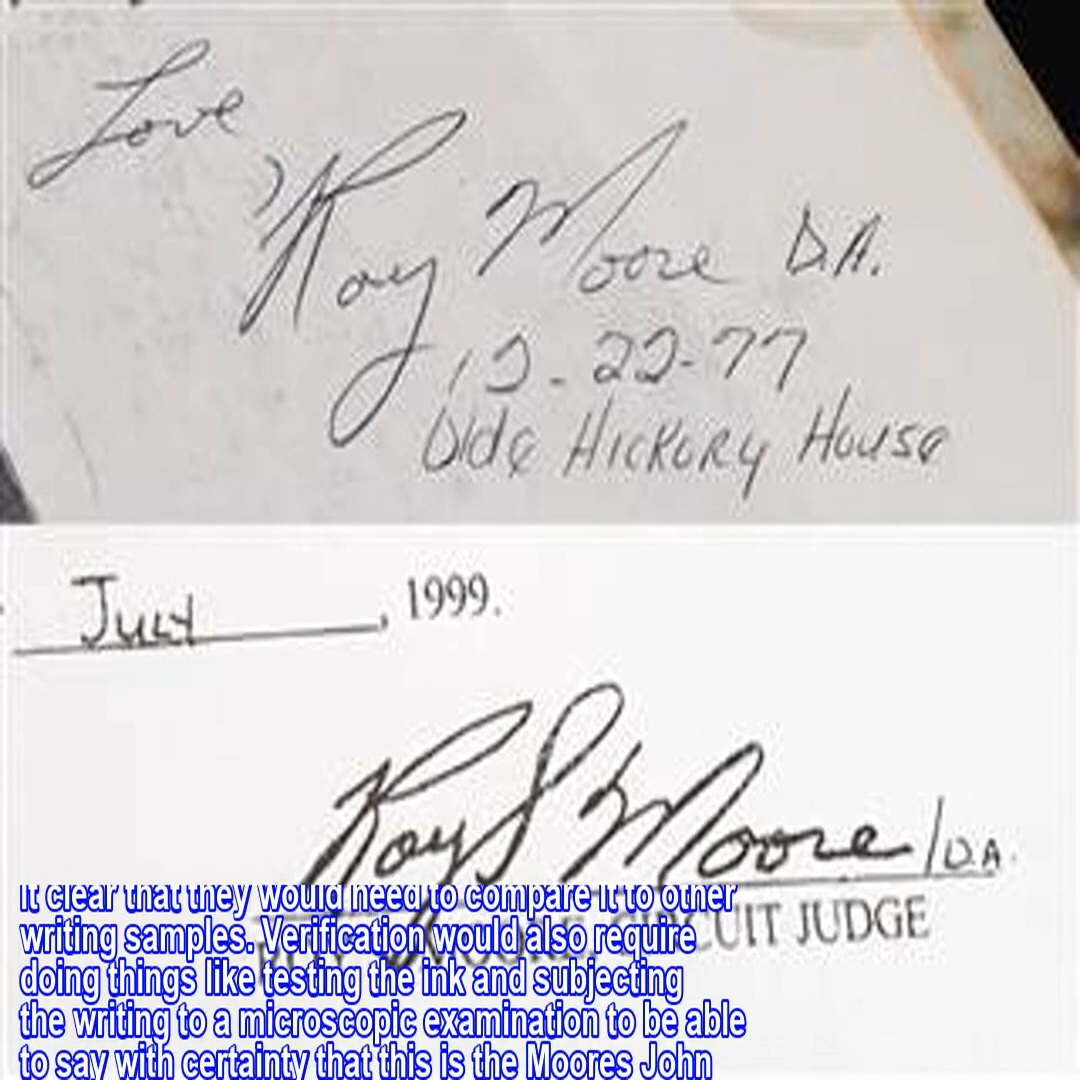 Love
Roy Moore D.A.
12-22-77
Olde Hickory House
July, 1999.
Roy S Moore /D.A.
CIRCUIT JUDGE
it clear that they would need to compare it to other
writing samples. Verification would also require
doing things like testing the ink and subjecting
the writing to a microscopic examination to be able
to say with certainty that this is the Moores John